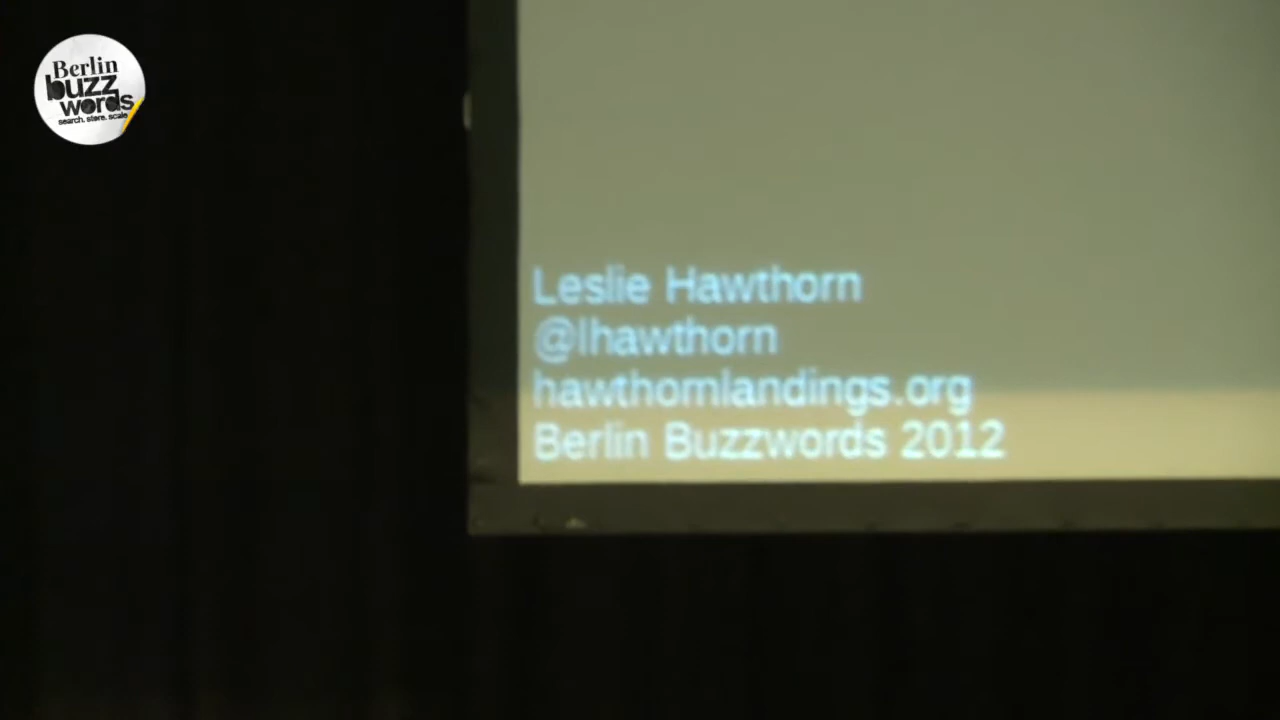 Berlin
buzz
words
search. store. scale
Leslie Hawthorn
@lhawthorn
hawthornlandings.org
Berlin Buzzwords 2012